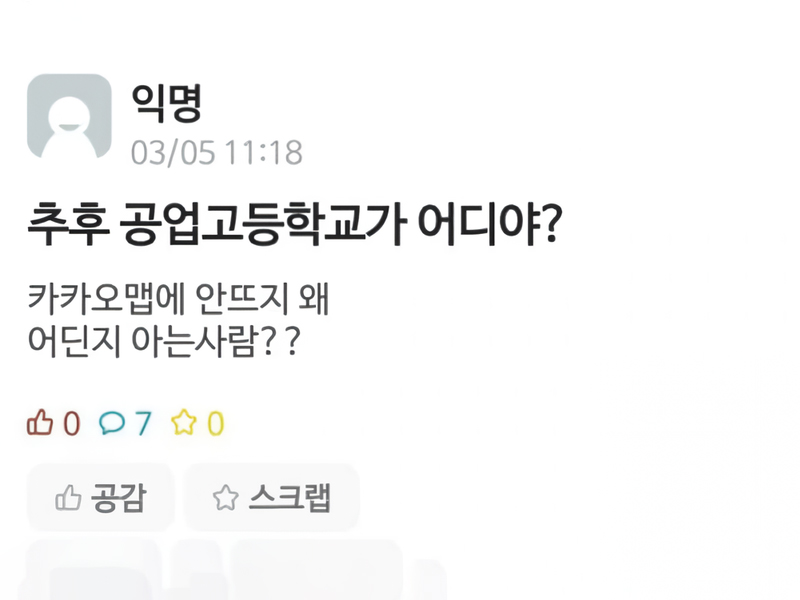 익명
03/05 11:18
추후 공업고등학교가 어디야?
카카오맵에 안뜨지 왜
어딘지 아는사람? ?
0 7 0
공감 스크랩